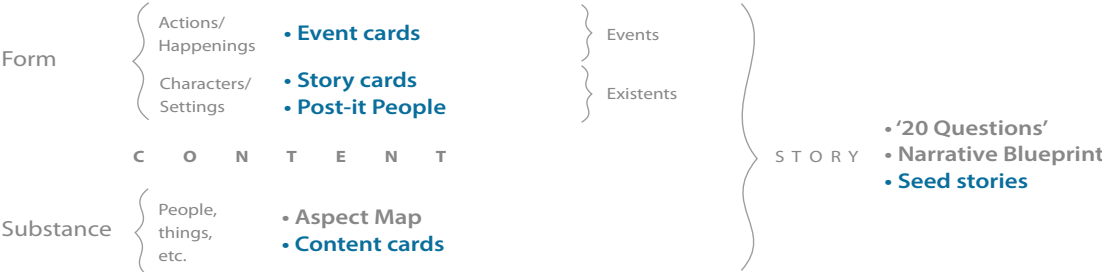 Form
Actions/
Happenings
• Event cards
Events
Characters/
Settings
• Story cards
• Post-it People
Existents
C O N T E N T
S T O R Y
• ‘20 Questions’
• Narrative Blueprint
• Seed stories
Substance
People,
things,
etc.
• Aspect Map
• Content cards